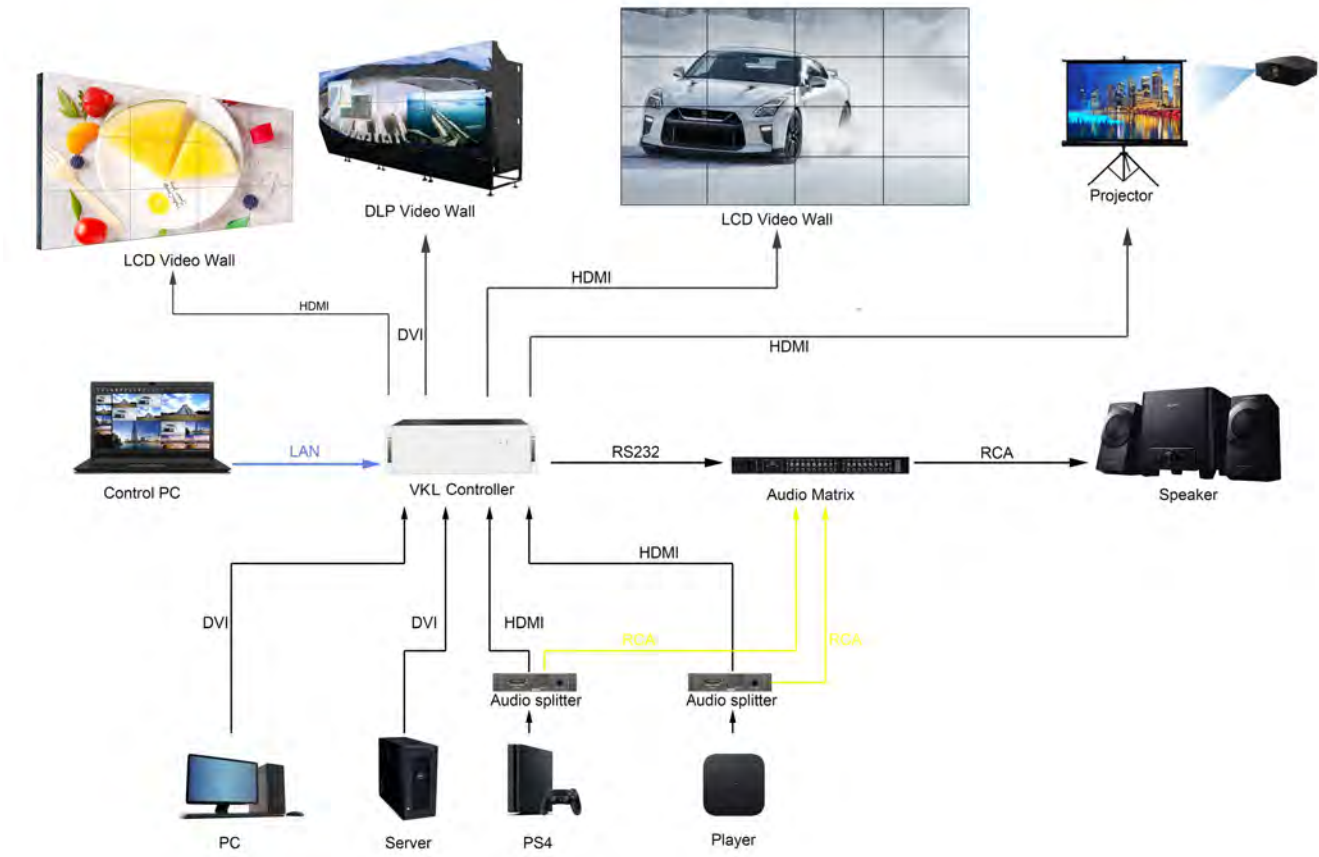 DLP Video Wall
LCD Video Wall
Projector
LCD Video Wall
HDMI
HDMI
DVI
HDMI
LAN
RS232
RCA
Control PC
VKL Controller
Audio Matrix
Speaker
HDMI
DVI
DVI
HDMI
RCA
RCA
Audio splitter
Audio splitter
PC
Server
PS4
Player